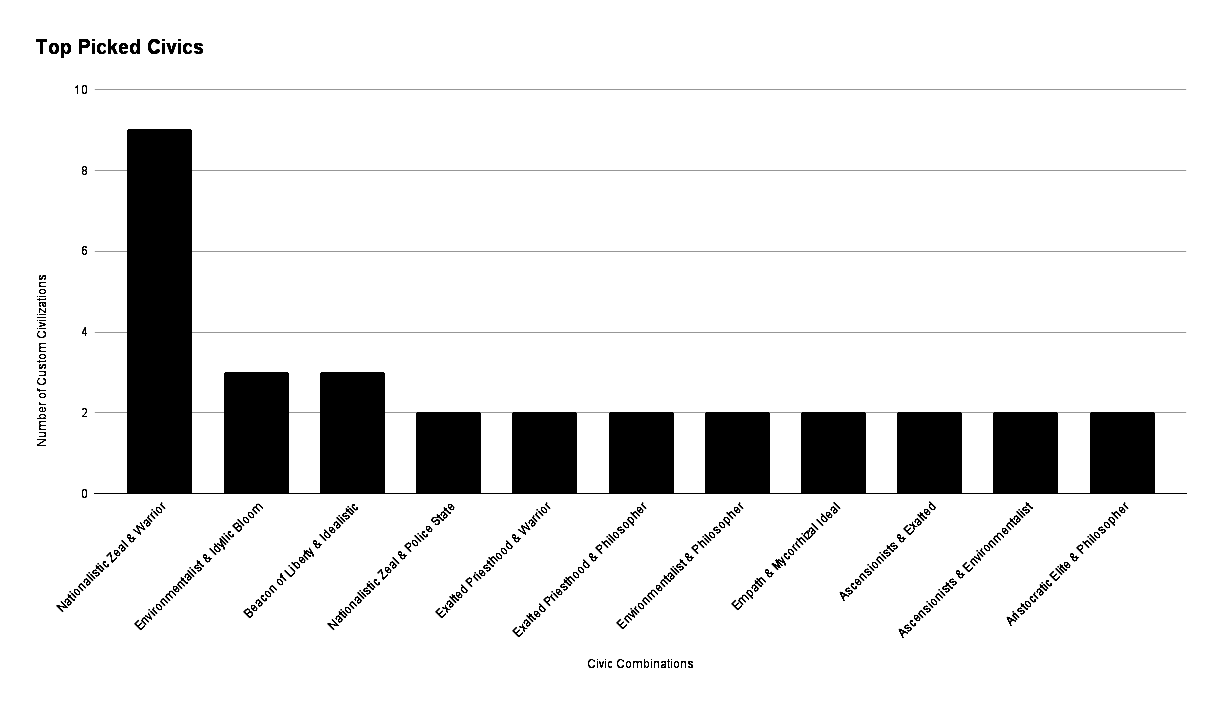 Top Picked Civics
10
8
6
4
2
0
Number of Custom Civilizations
Nationalistic Zeal & Warrior
Environmentalist & Idyllic Bloom
Beacon of Liberty & Idealistic
Nationalistic Zeal & Police State
Exalted Priesthood & Warrior
Exalted Priesthood & Philosopher
Environmentalist & Philosopher
Empath & Mycorrhizal Ideal
Ascensionists & Exalted
Ascensionists & Environmentalist
Aristocratic Elite & Philosopher
Civic Combinations